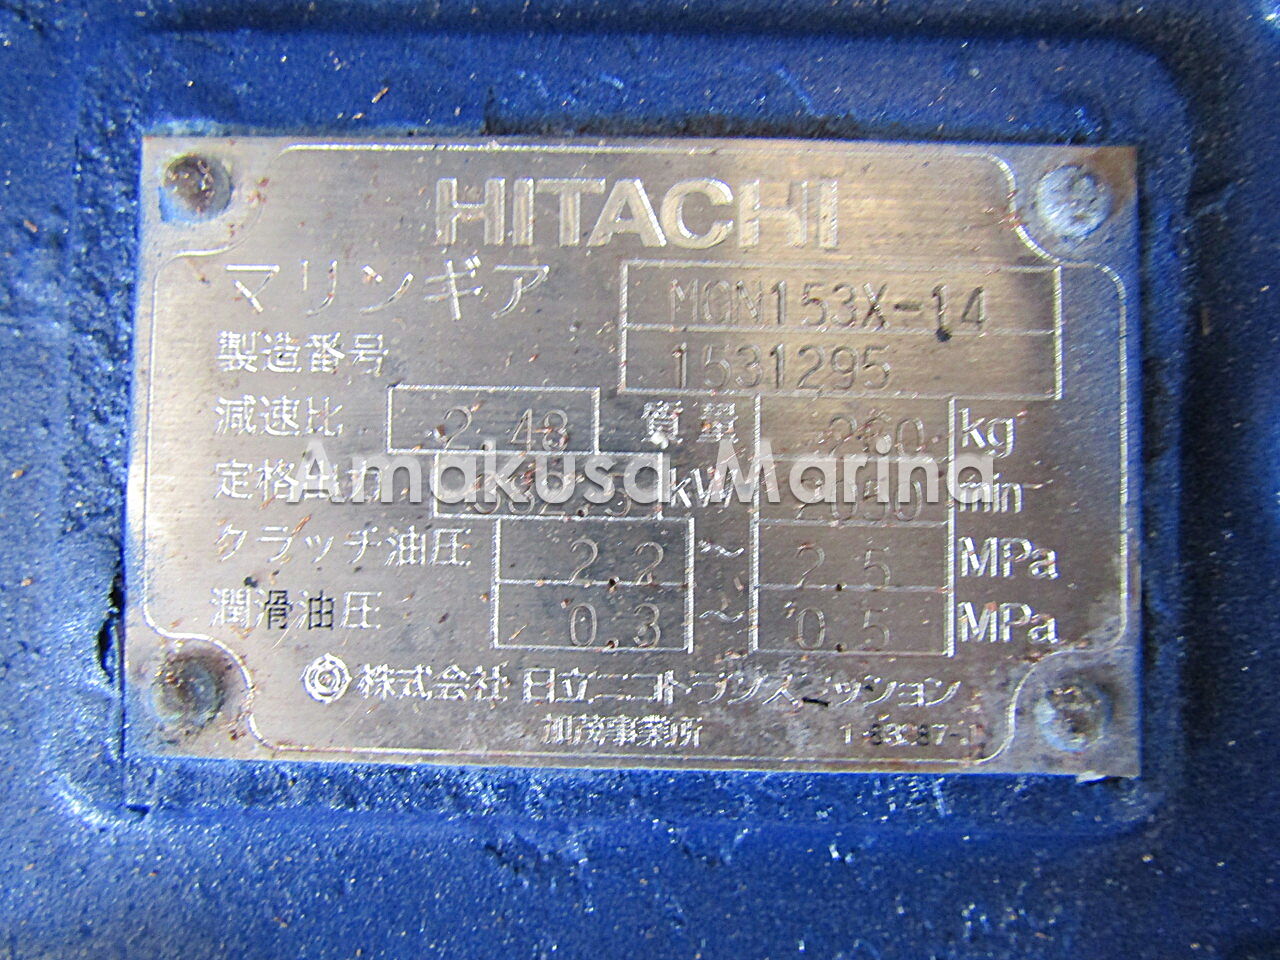 HITACHI
マリンギア MGN153X-14
製造番号 1531295
減速比 2.43 質量 kg
Amakusa Marina
定格出力 kW 2030 min
クラッチ油圧 2.2 ～ 2.5 MPa
潤滑油圧 0.3 ～ 0.5 MPa
株式会社 日立ニコトランスミッション
加茂事業所